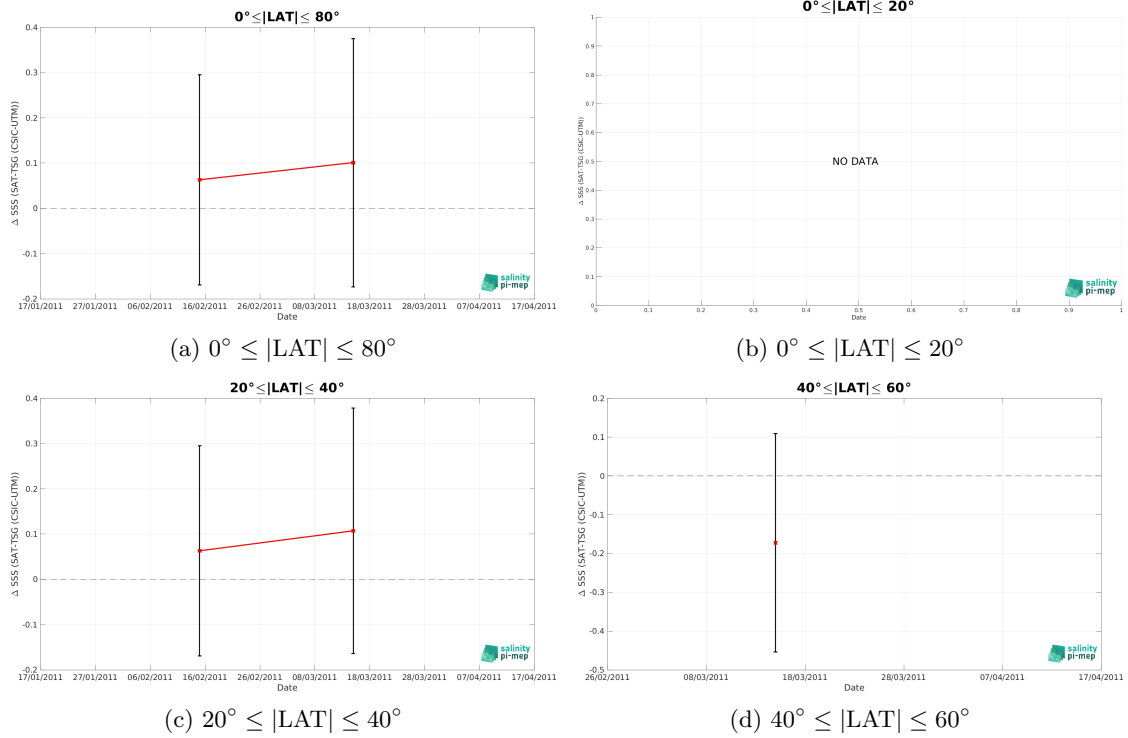 0°≤|LAT|≤ 80°
Δ SSS (SAT-TSG (CSIC-UTM))
0.4
0.3
0.2
0.1
0
-0.1
-0.2
17/01/2011 27/01/2011 06/02/2011 16/02/2011 26/02/2011 08/03/2011 18/03/2011 28/03/2011 07/04/2011 17/04/2011
Date
salinity
pi-mep
(a) 0° ≤ |LAT| ≤ 80°
0°≤|LAT|≤ 20°
Δ SSS (SAT-TSG (CSIC-UTM))
1
0.9
0.8
0.7
0.6
0.5
0.4
0.3
0.2
0.1
0
NO DATA
0 0.1 0.2 0.3 0.4 0.5 0.6 0.7 0.8 0.9 1
Date
salinity
pi-mep
(b) 0° ≤ |LAT| ≤ 20°
20°≤|LAT|≤ 40°
Δ SSS (SAT-TSG (CSIC-UTM))
0.4
0.3
0.2
0.1
0
-0.1
-0.2
17/01/2011 27/01/2011 06/02/2011 16/02/2011 26/02/2011 08/03/2011 18/03/2011 28/03/2011 07/04/2011 17/04/2011
Date
salinity
pi-mep
(c) 20° ≤ |LAT| ≤ 40°
40°≤|LAT|≤ 60°
Δ SSS (SAT-TSG (CSIC-UTM))
0.2
0.1
0
-0.1
-0.2
-0.3
-0.4
-0.5
26/02/2011 08/03/2011 18/03/2011 28/03/2011 07/04/2011 17/04/2011
Date
salinity
pi-mep
(d) 40° ≤ |LAT| ≤ 60°